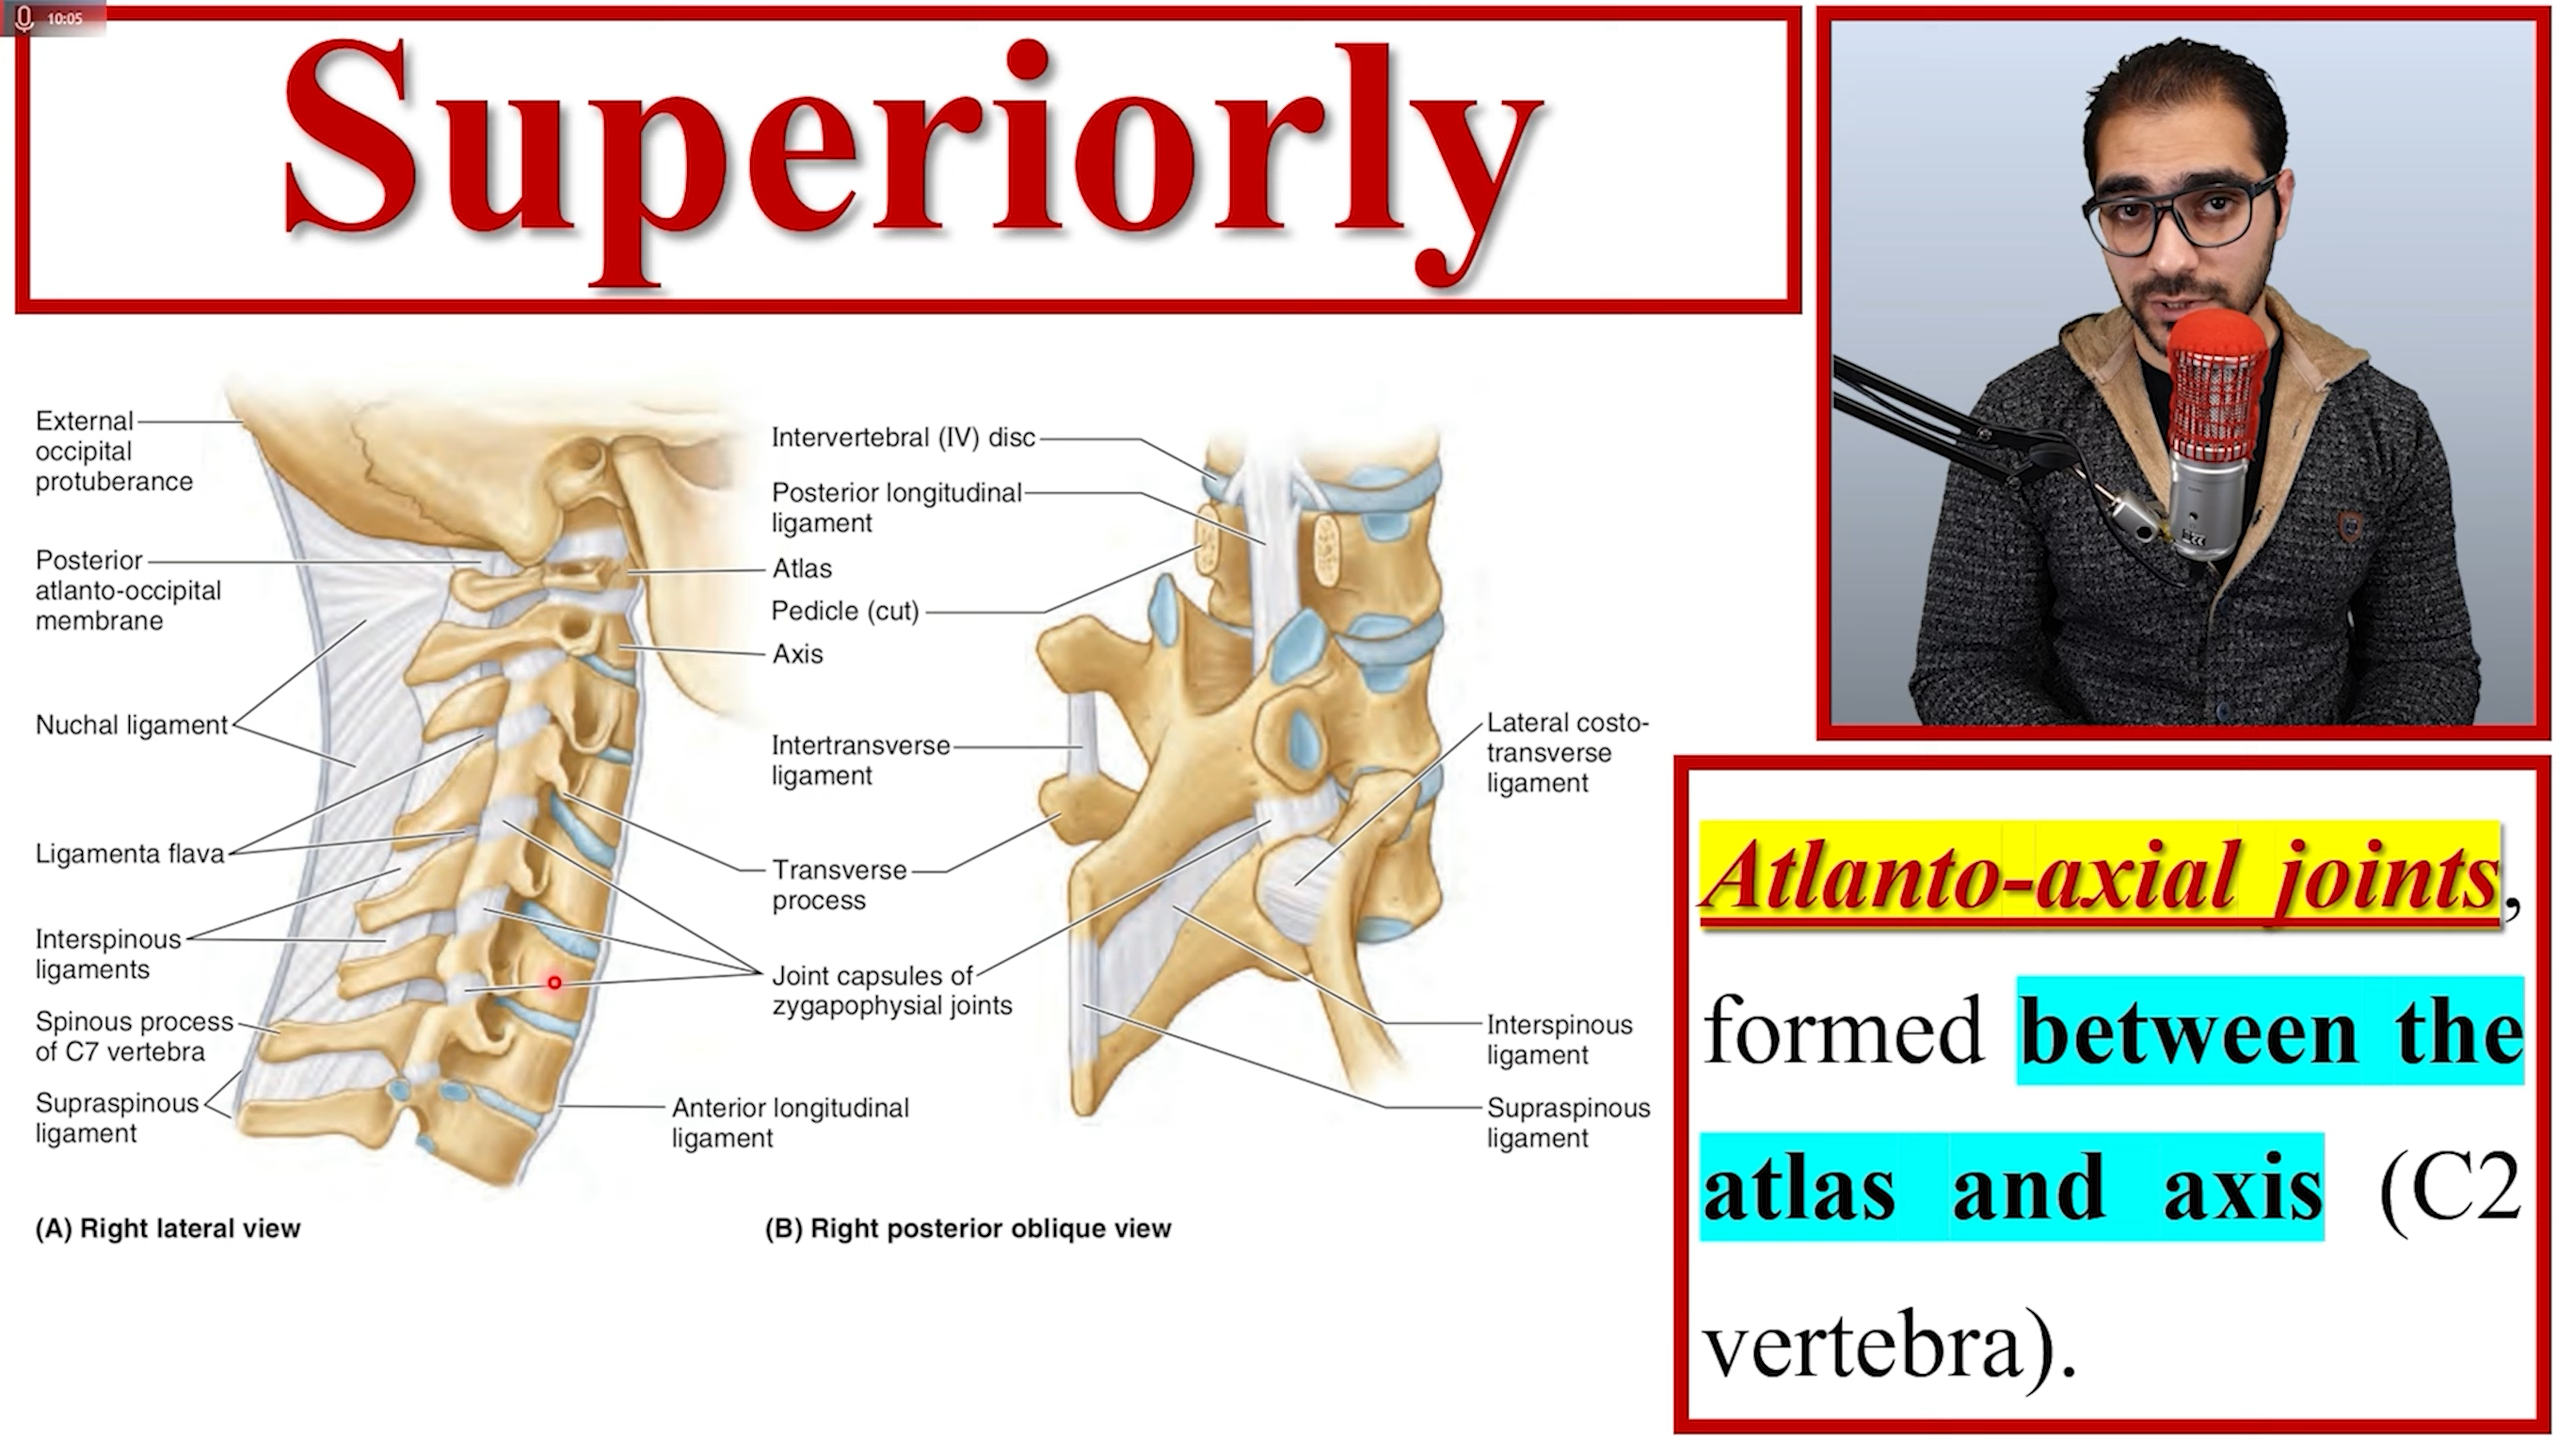 10:05
Superiorly
External
occipital
protuberance
Posterior
atlanto-occipital
membrane
Nuchal ligament
Ligamenta flava
Interspinous
ligaments
Spinous process
of C7 vertebra
Supraspinous
ligament
(A) Right lateral view
Intervertebral (IV) disc
Posterior longitudinal
ligament
Atlas
Pedicle (cut)
Axis
Intertransverse
ligament
Transverse
process
Joint capsules of
zygapophysial joints
Anterior longitudinal
ligament
Lateral costo-
transverse
ligament
Interspinous
ligament
Supraspinous
ligament
(B) Right posterior oblique view
Atlanto-axial joints,
formed between the
atlas and axis (C2
vertebra).